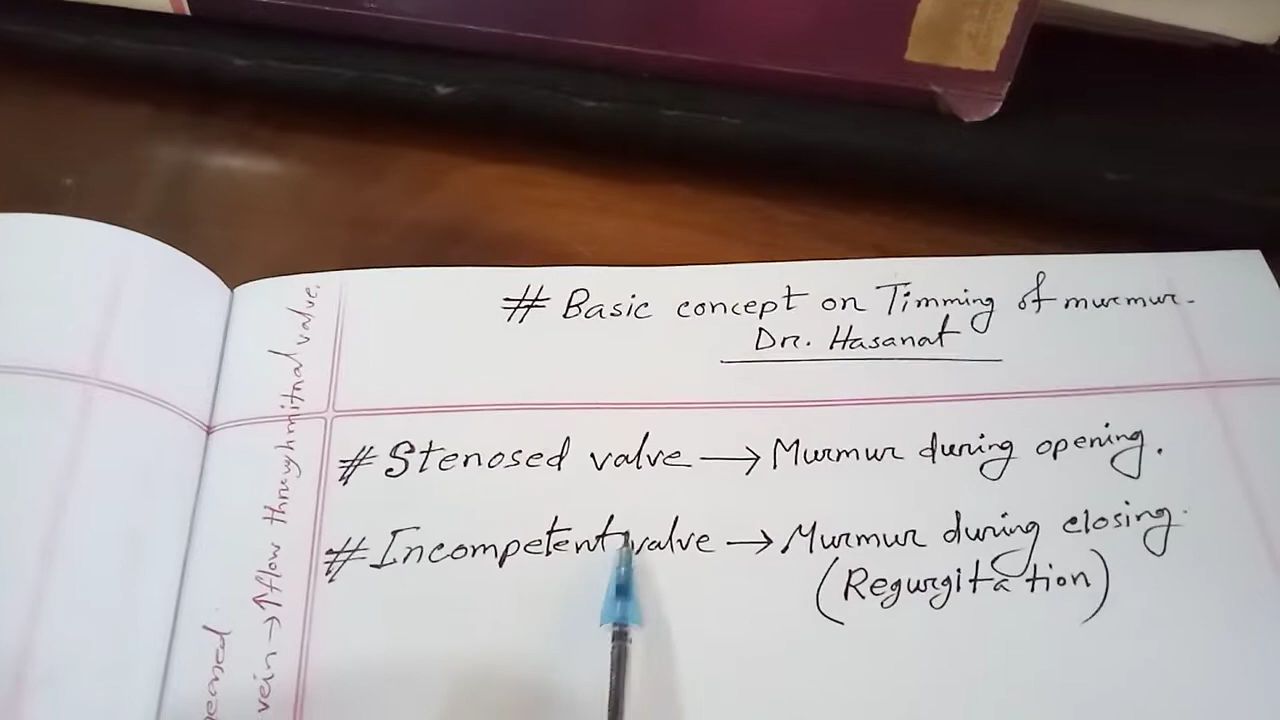 # Basic concept on Timming of murmur.
Dr. Hasanat
# Stenosed valve → Murmur during opening.
# Incompetent valve → Murmur during closing.
(Regurgitation)
vein → ↑flow through mitral valve.